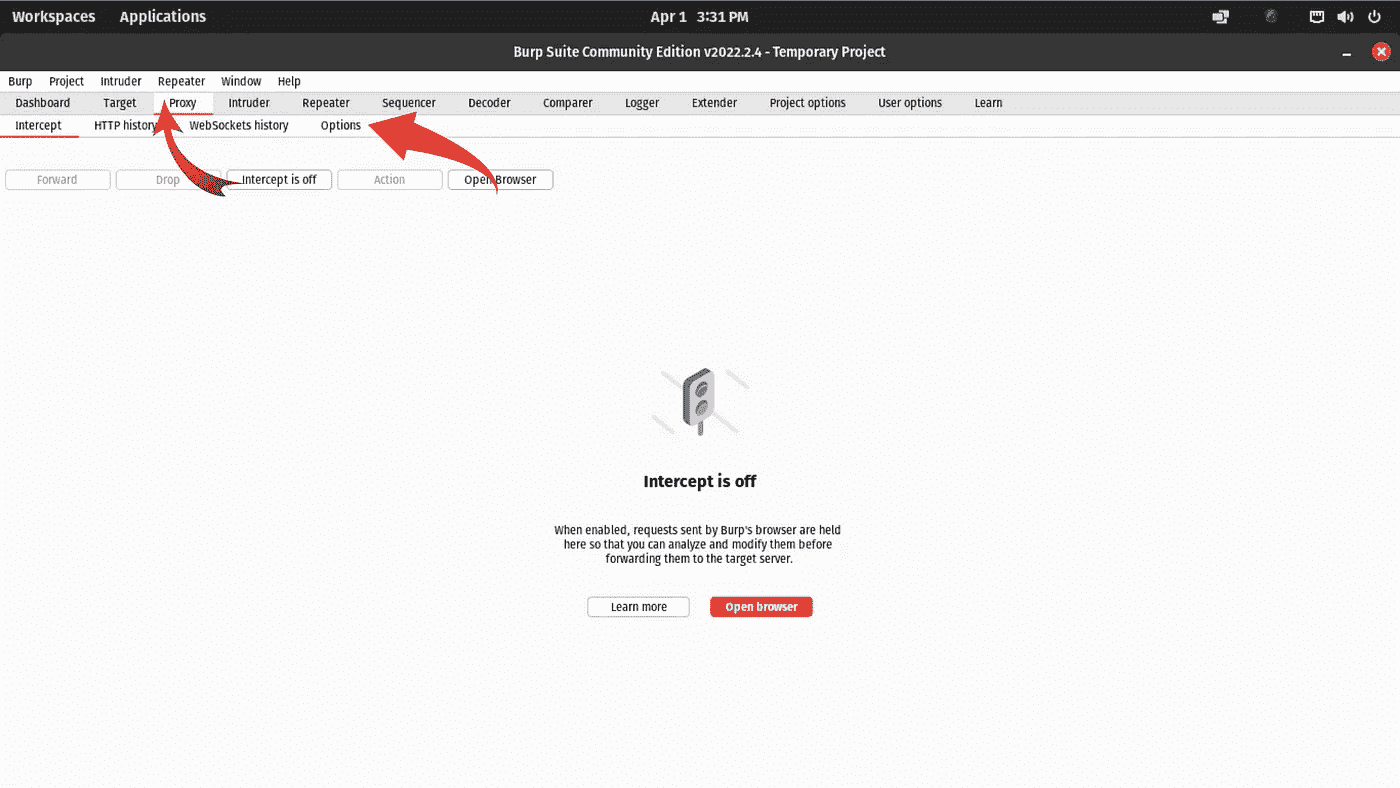 Workspaces Applications Apr 1 3:31 PM
Burp Suite Community Edition v2022.2.4 - Temporary Project
Burp Project Intruder Repeater Window Help
Dashboard Target Proxy Intruder Repeater Sequencer Decoder Comparer Logger Extender Project options User options Learn
Intercept HTTP history WebSockets history Options
Forward Drop Intercept is off Action Open Browser
Intercept is off
When enabled, requests sent by Burp's browser are held
here so that you can analyze and modify them before
forwarding them to the target server.
Learn more Open browser